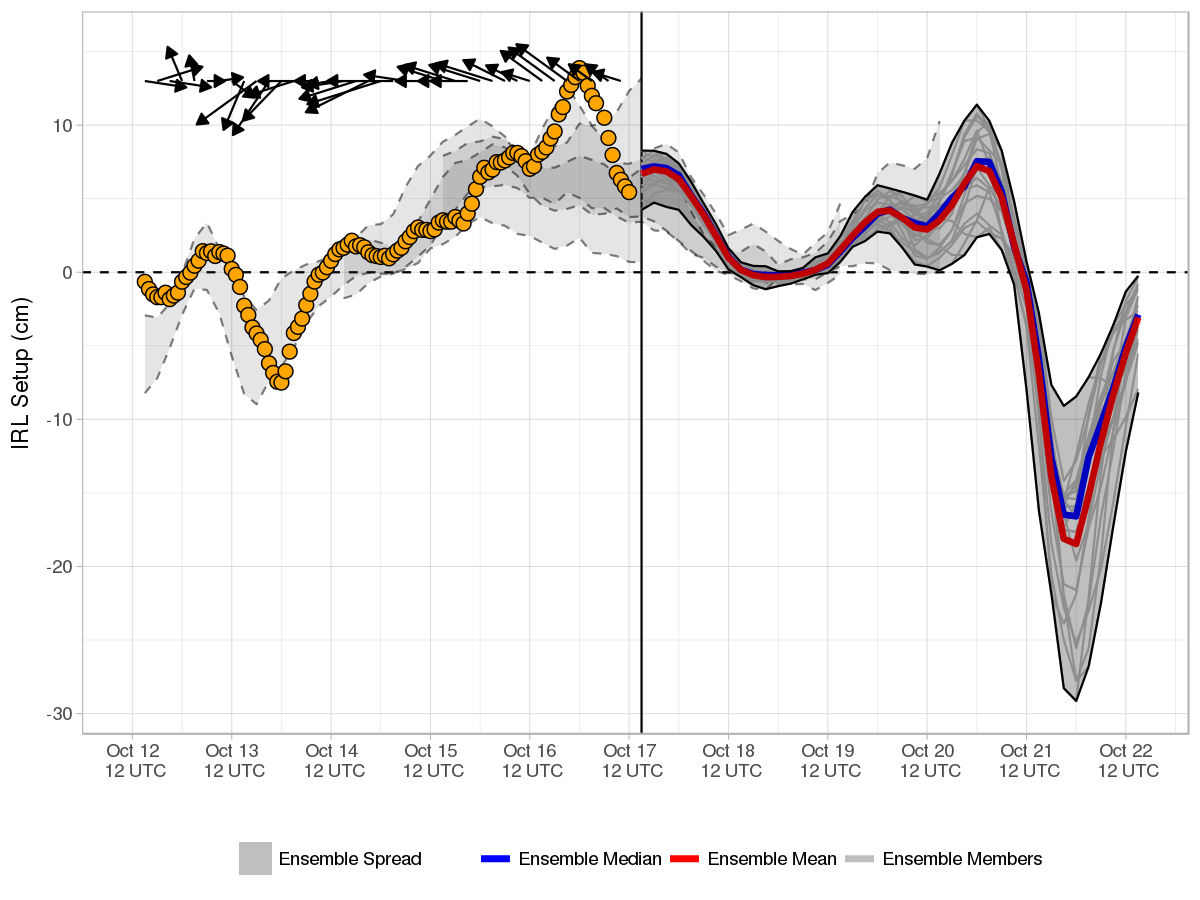 IRL Setup (cm)
10
0
-10
-20
-30
Oct 12 Oct 13 Oct 14 Oct 15 Oct 16 Oct 17 Oct 18 Oct 19 Oct 20 Oct 21 Oct 22
12 UTC 12 UTC 12 UTC 12 UTC 12 UTC 12 UTC 12 UTC 12 UTC 12 UTC 12 UTC 12 UTC
Ensemble Spread Ensemble Median Ensemble Mean Ensemble Members